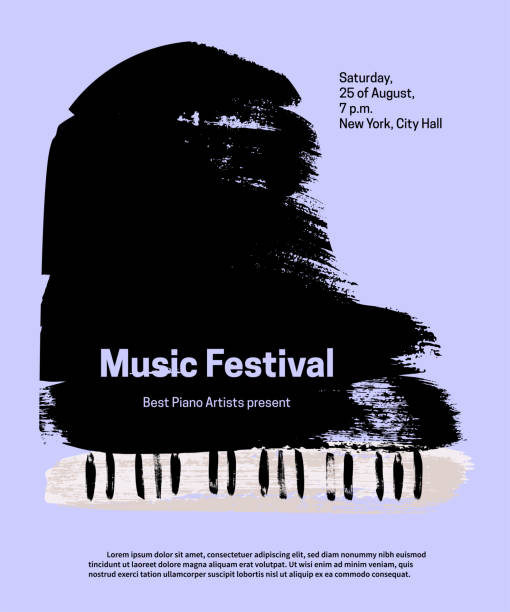 Saturday,
25 of August,
7 p.m.
New York, City Hall
Music Festival
Best Piano Artists present
Lorem ipsum dolor sit amet, consectetuer adipiscing elit, sed diam nonummy nibh euismod
tincidunt ut laoreet dolore magna aliquam erat volutpat. Ut wisi enim ad minim veniam, quis
nostrud exerci tation ullamcorper suscipit lobortis nisl ut aliquip ex ea commodo consequat.